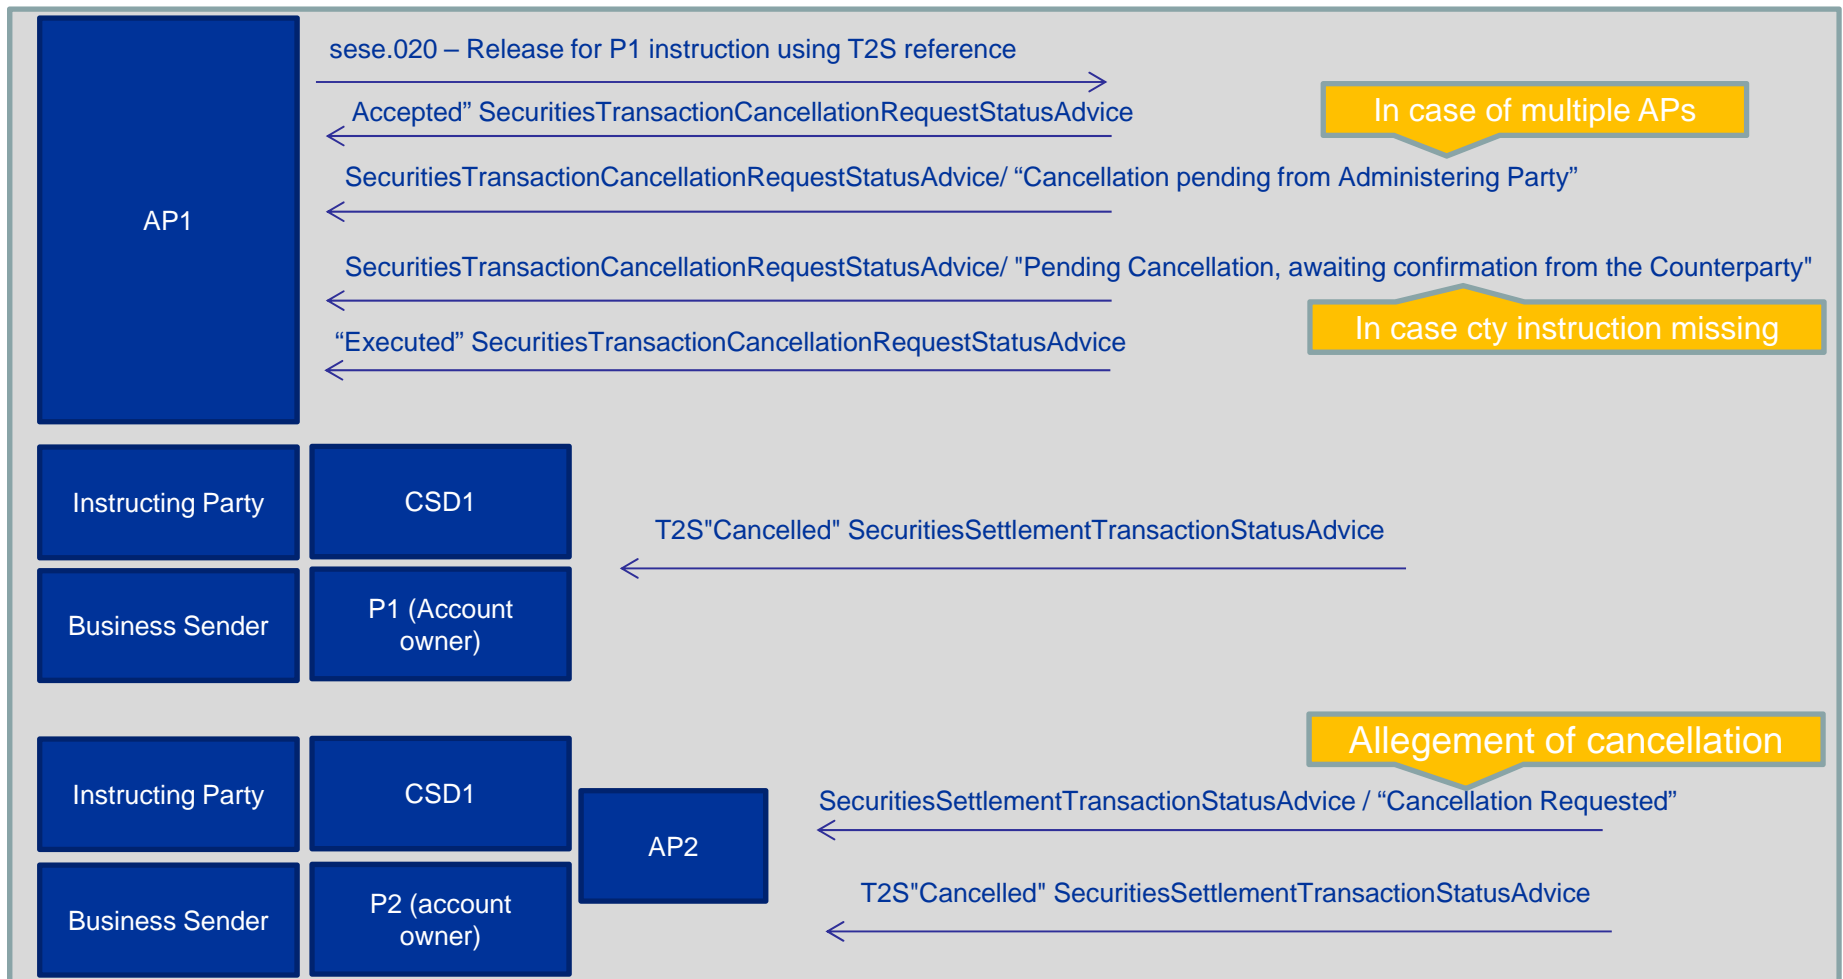 sese.020 – Release for P1 instruction using T2S reference
Accepted” SecuritiesTransactionCancellationRequestStatusAdvice
In case of multiple APs
SecuritiesTransactionCancellationRequestStatusAdvice/ “Cancellation pending from Administering Party”
AP1
SecuritiesTransactionCancellationRequestStatusAdvice/ "Pending Cancellation, awaiting confirmation from the Counterparty"
In case cty instruction missing
“Executed” SecuritiesTransactionCancellationRequestStatusAdvice
Instructing Party
CSD1
T2S"Cancelled" SecuritiesSettlementTransactionStatusAdvice
Business Sender
P1 (Account
owner)
Allegement of cancellation
Instructing Party
CSD1
SecuritiesSettlementTransactionStatusAdvice / “Cancellation Requested”
AP2
T2S"Cancelled" SecuritiesSettlementTransactionStatusAdvice
Business Sender
P2 (account
owner)